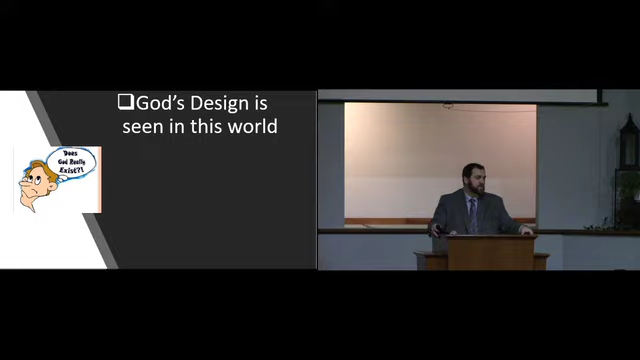 ❑God's Design is
seen in this world
Does
God Really
Exist?!